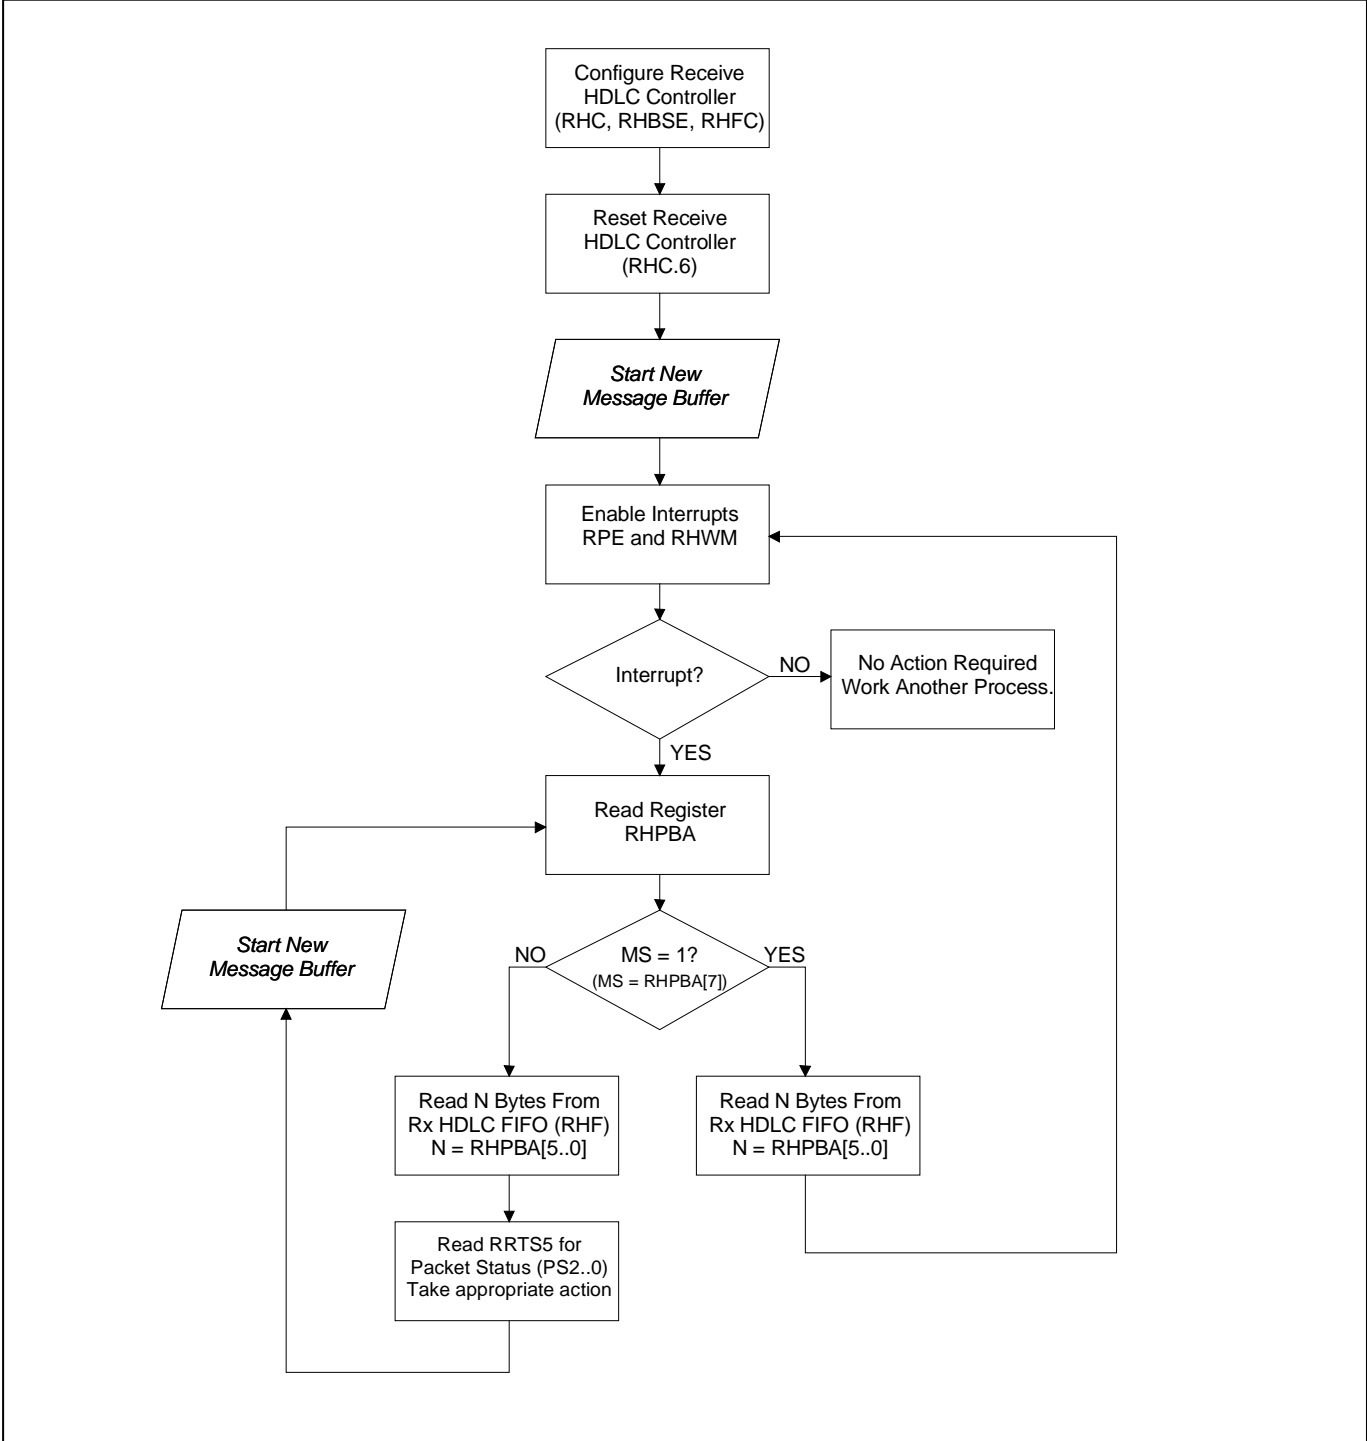 Configure Receive
HDLC Controller
(RHC, RHBSE, RHFC)
Reset Receive
HDLC Controller
(RHC.6)
Start New
Message Buffer
Enable Interrupts
RPE and RHWM
Interrupt?
NO
No Action Required
Work Another Process.
YES
Read Register
RHPBA
Start New
Message Buffer
NO
MS = 1?
(MS = RHPBA[7])
YES
Read N Bytes From
Rx HDLC FIFO (RHF)
N = RHPBA[5..0]
Read N Bytes From
Rx HDLC FIFO (RHF)
N = RHPBA[5..0]
Read RRTS5 for
Packet Status (PS2..0)
Take appropriate action